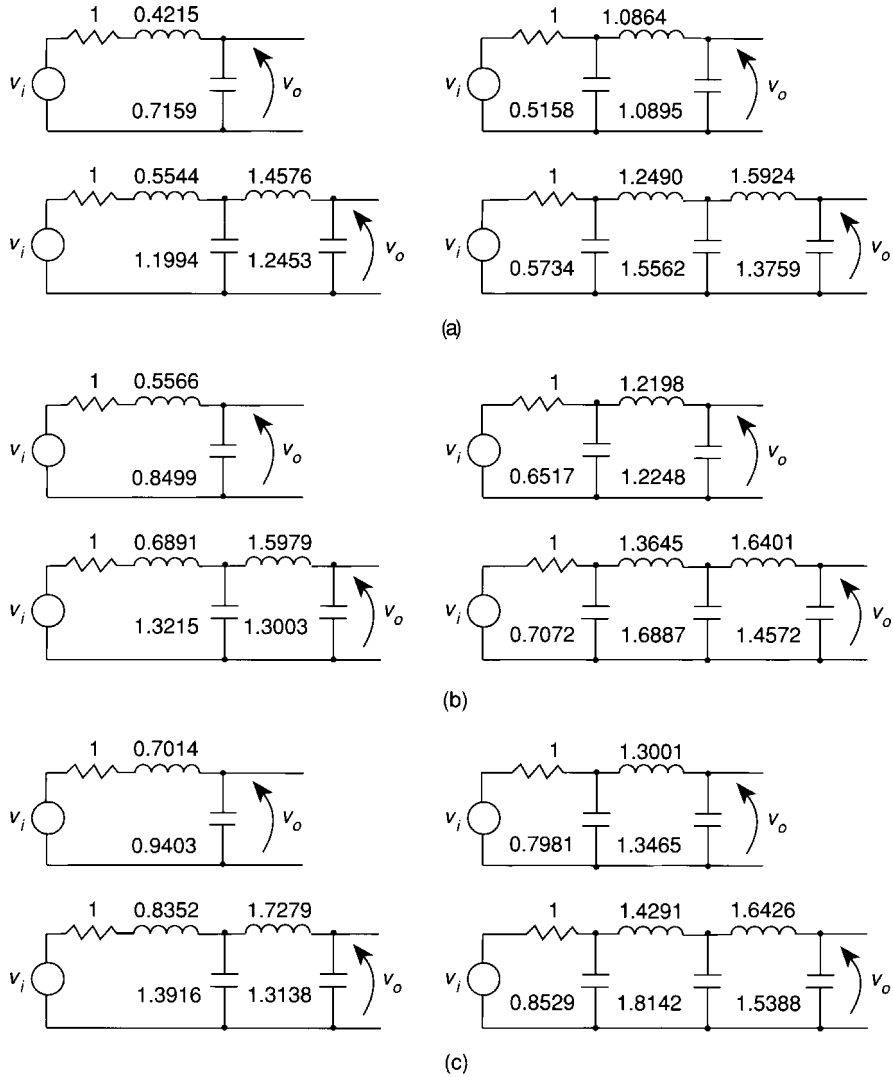 1 0.4215
v_i 0.7159 v_o
1 1.0864
v_i 0.5158 1.0895 v_o
1 0.5544 1.4576
v_i 1.1994 1.2453 v_o
1 1.2490 1.5924
v_i 0.5734 1.5562 1.3759 v_o
(a)
1 0.5566
v_i 0.8499 v_o
1 1.2198
v_i 0.6517 1.2248 v_o
1 0.6891 1.5979
v_i 1.3215 1.3003 v_o
1 1.3645 1.6401
v_i 0.7072 1.6887 1.4572 v_o
(b)
1 0.7014
v_i 0.9403 v_o
1 1.3001
v_i 0.7981 1.3465 v_o
1 0.8352 1.7279
v_i 1.3916 1.3138 v_o
1 1.4291 1.6426
v_i 0.8529 1.8142 1.5388 v_o
(c)